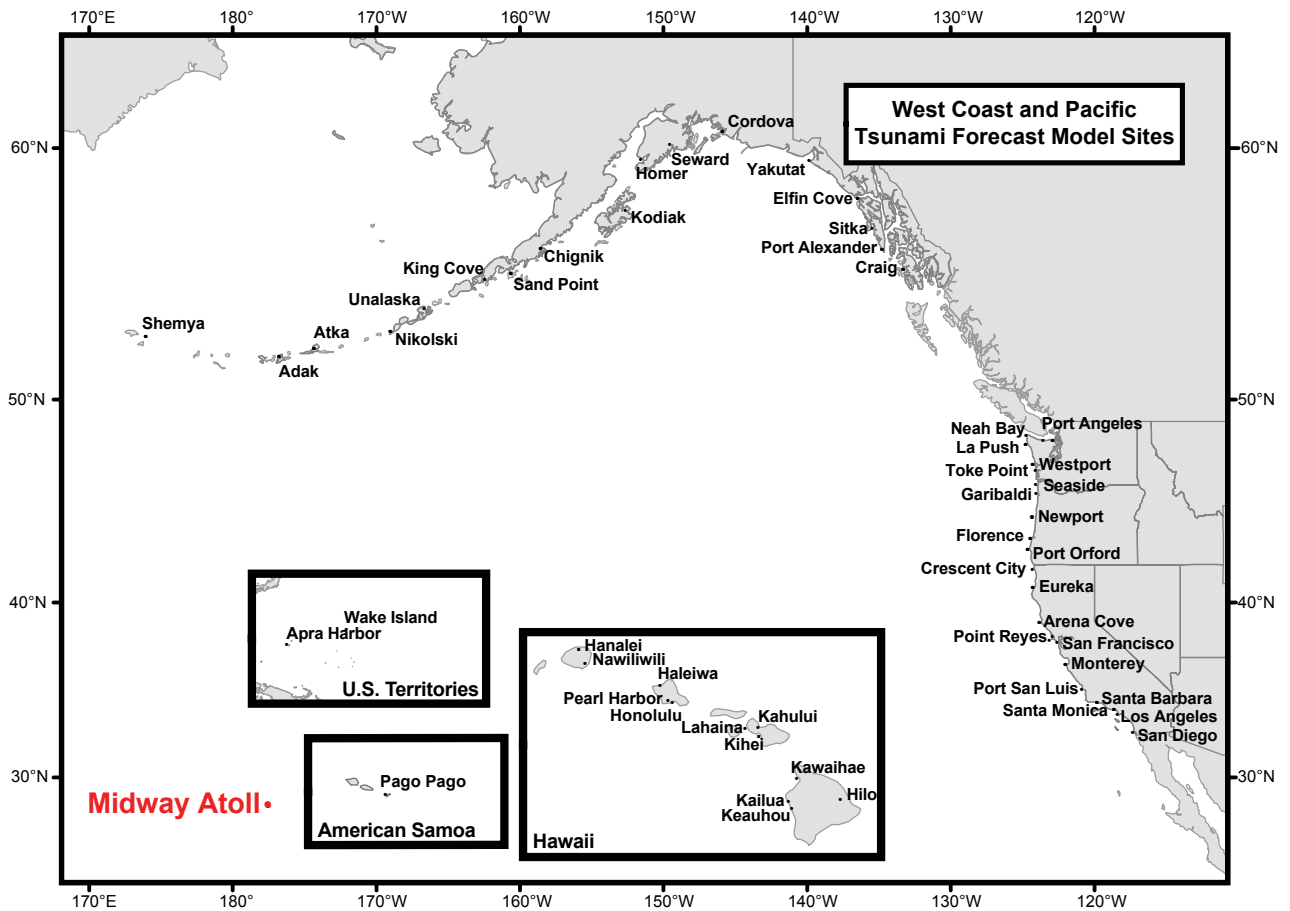 170°E 180° 170°W 160°W 150°W 140°W 130°W 120°W
West Coast and Pacific
Tsunami Forecast Model Sites
60°N
60°N
Cordova
Seward
Homer
Yakutat
Elfin Cove
Kodiak
Sitka
Port Alexander
Chignik
Craig
King Cove
Sand Point
Unalaska
Shemya
Atka
Nikolski
Adak
50°N
50°N
Neah Bay
Port Angeles
La Push
Westport
Toke Point
Seaside
Garibaldi
Newport
Florence
Port Orford
Crescent City
Eureka
40°N
40°N
Arena Cove
Point Reyes
San Francisco
Monterey
Port San Luis
Santa Barbara
Santa Monica
Los Angeles
San Diego
Wake Island
Apra Harbor
U.S. Territories
Hanalei
Nawiliwili
Haleiwa
Pearl Harbor
Honolulu
Kahului
Lahaina
Kihei
Kawaihae
Kailua
Hilo
Keauhou
Hawaii
30°N
30°N
Pago Pago
American Samoa
Midway Atoll
170°E 180° 170°W 160°W 150°W 140°W 130°W 120°W